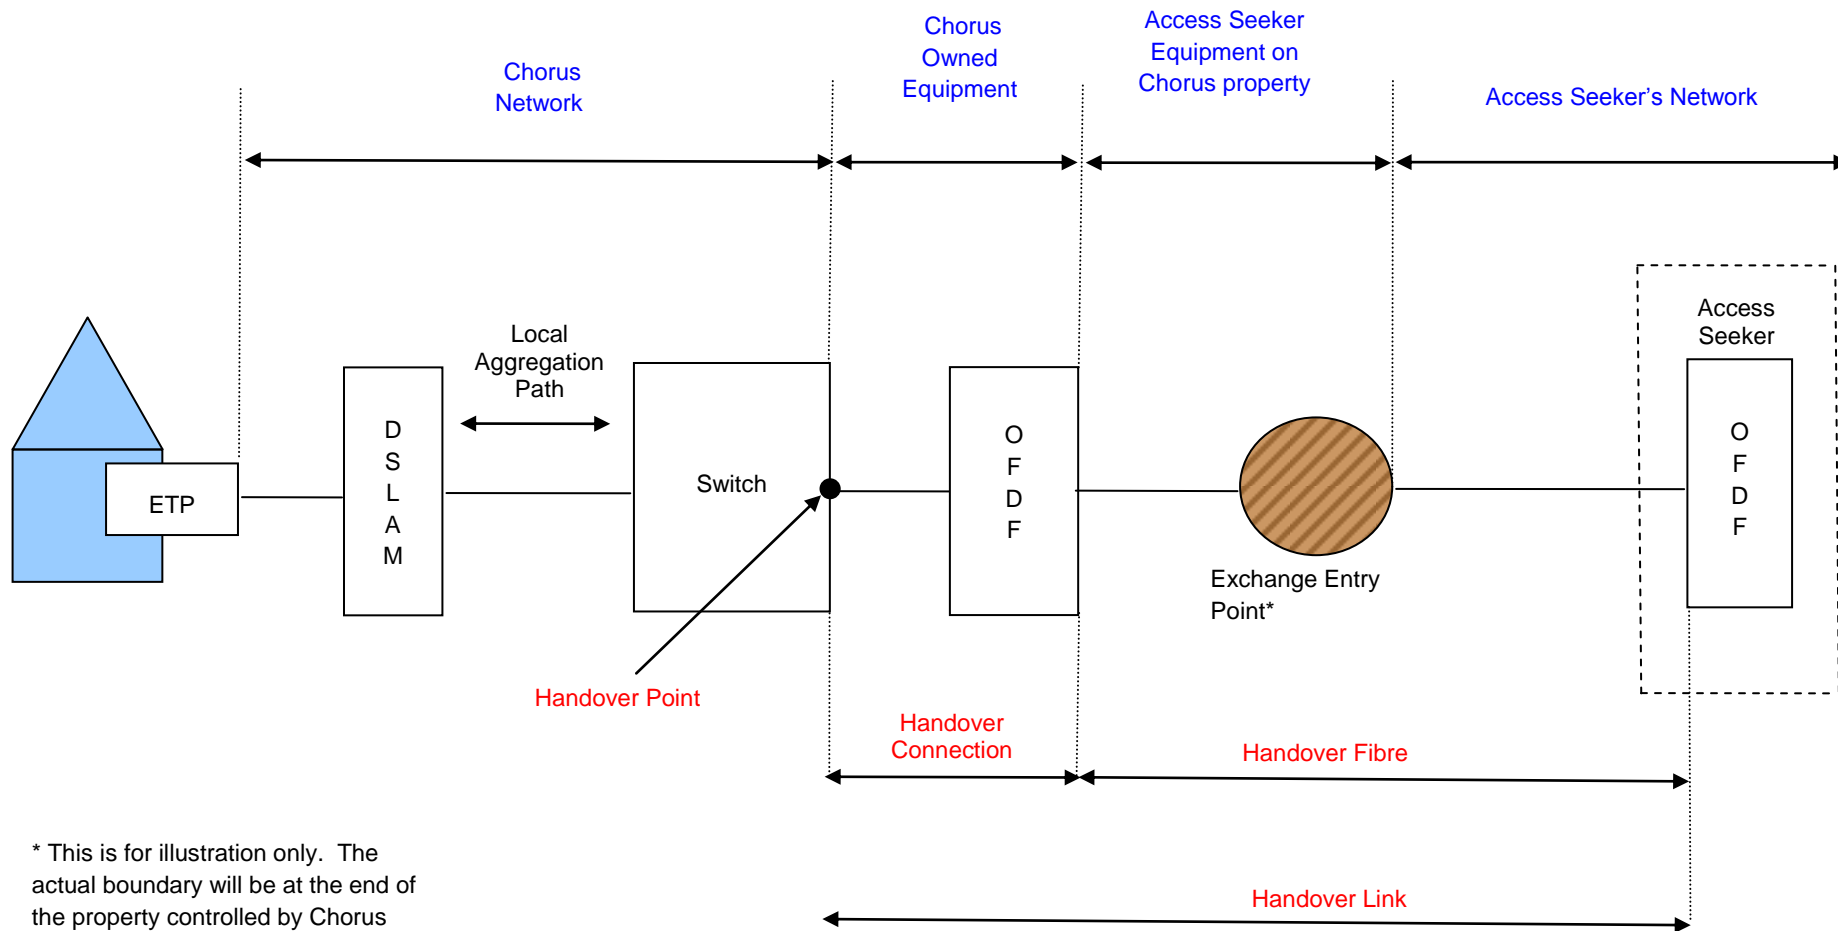 Chorus
Network
Chorus
Owned
Equipment
Access Seeker
Equipment on
Chorus property
Access Seeker’s Network
ETP
D
S
L
A
M
Local
Aggregation
Path
Switch
O
F
D
F
Exchange Entry
Point*
Access
Seeker
O
F
D
F
Handover Point
Handover
Connection
Handover Fibre
Handover Link
* This is for illustration only.  The
actual boundary will be at the end of
the property controlled by Chorus